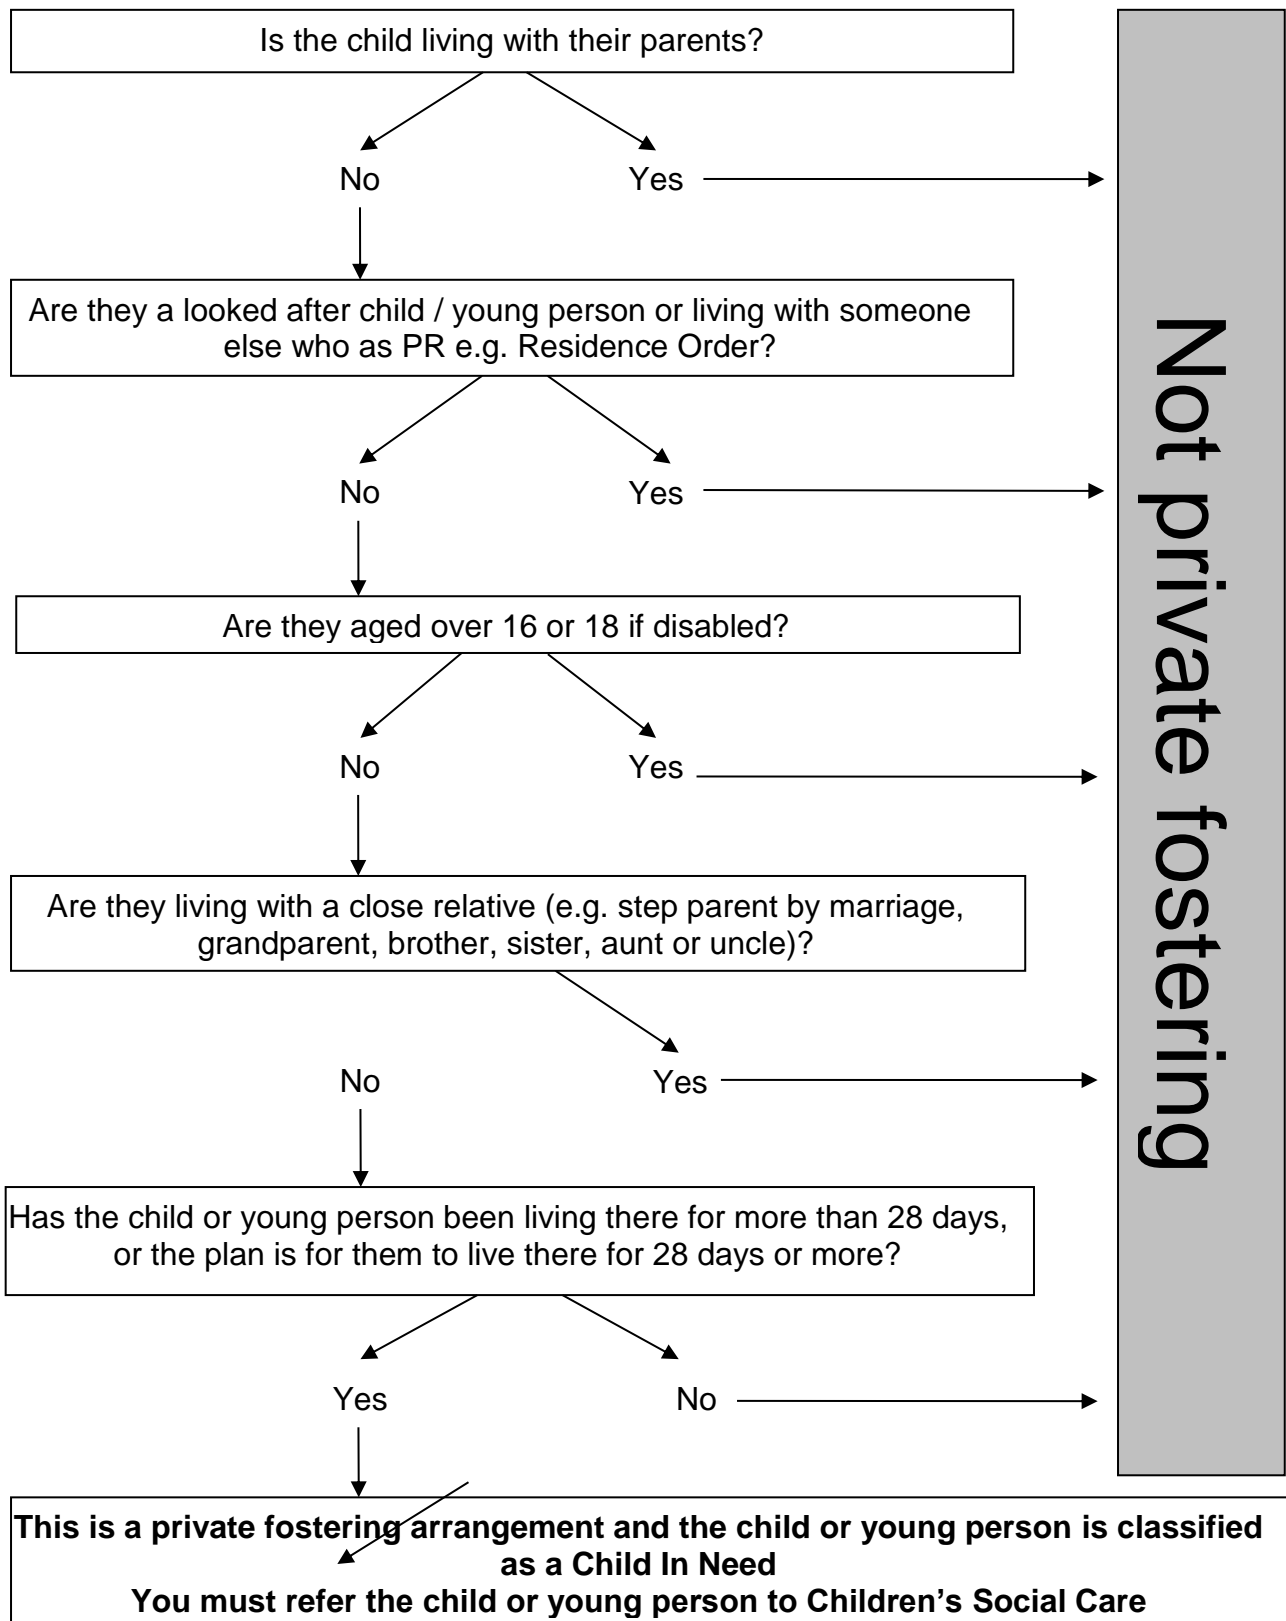 Is the child living with their parents?
No
Yes
Are they a looked after child / young person or living with someone
else who as PR e.g. Residence Order?
No
Yes
Are they aged over 16 or 18 if disabled?
No
Yes
Are they living with a close relative (e.g. step parent by marriage,
grandparent, brother, sister, aunt or uncle)?
No
Yes
Has the child or young person been living there for more than 28 days,
or the plan is for them to live there for 28 days or more?
Yes
No
This is a private fostering arrangement and the child or young person is classified
as a Child In Need
You must refer the child or young person to Children's Social Care
Not private fostering